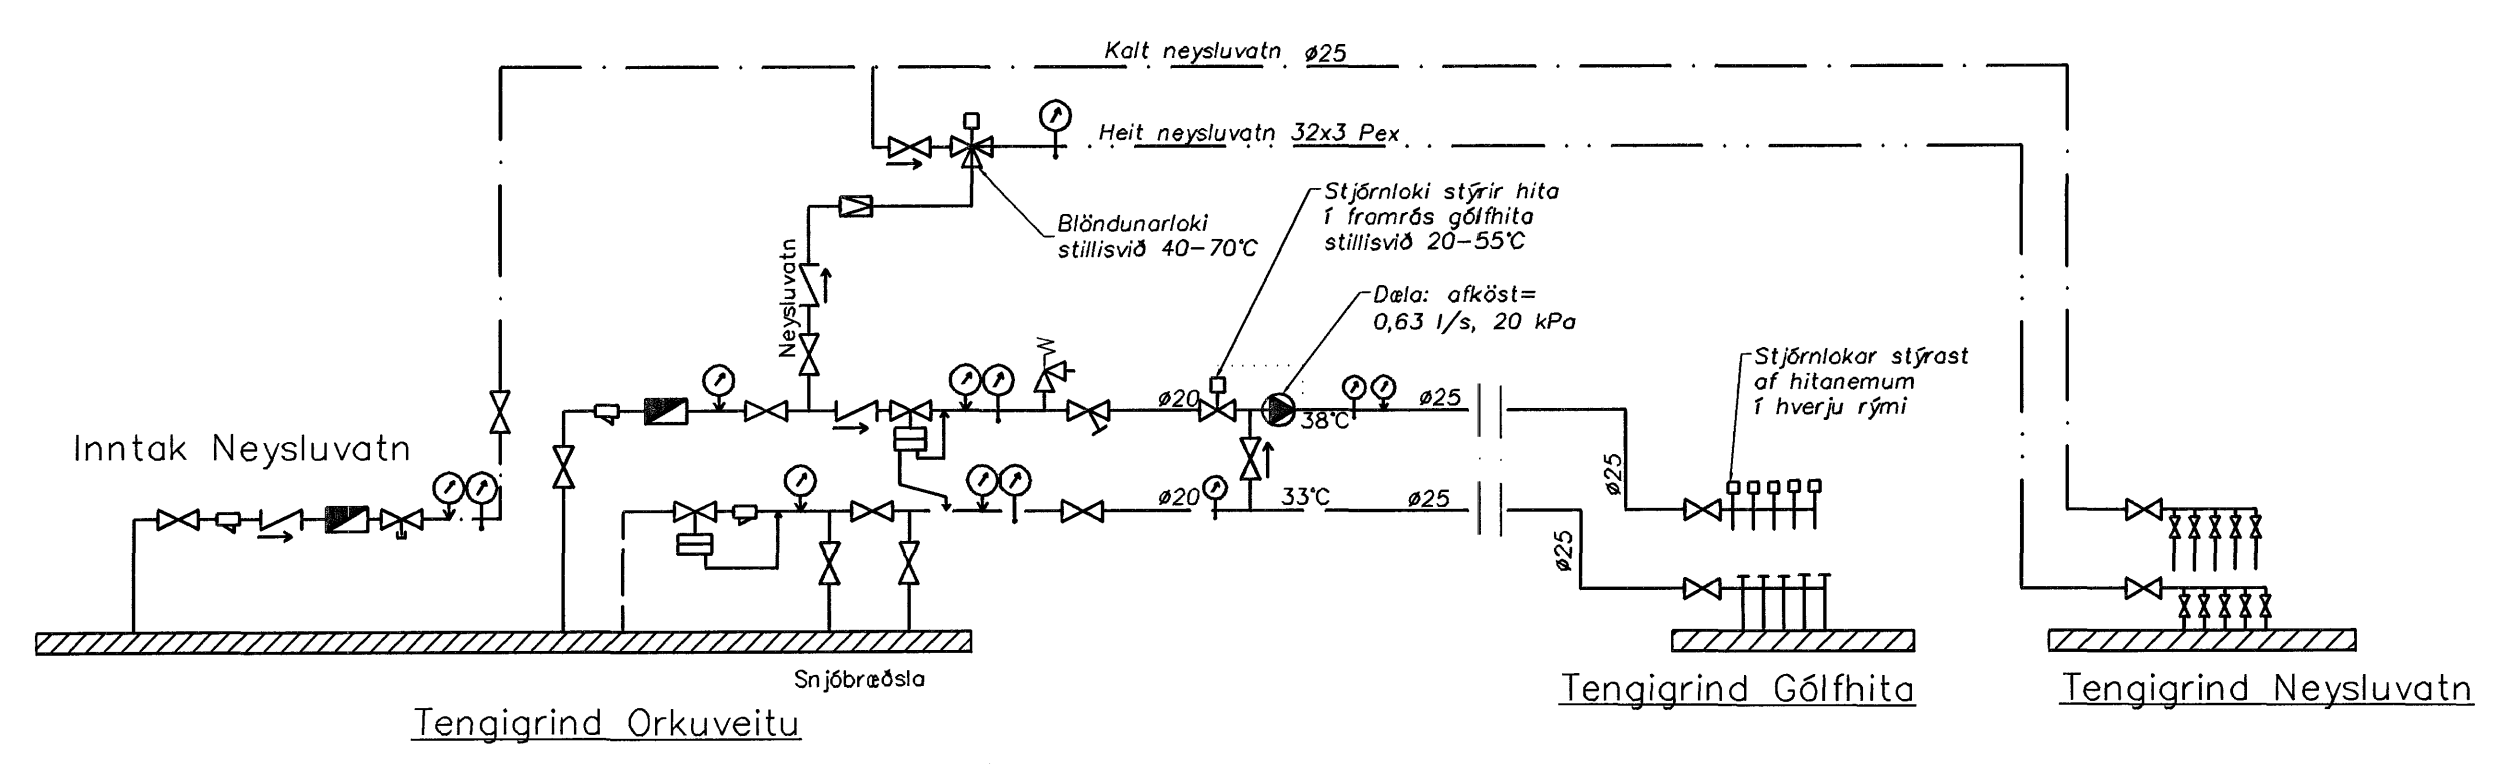 Kalt neysluvatn ø25
Heit neysluvatn 32x3 Pex
Stjórnloki stýrir hita
í framrás gólfhita
stillisvið 20-55°C
Blöndunarloki
stillisvið 40-70°C
Neysluvatn
Dæla: afköst=
0,63 l/s, 20 kPa
Stjórnlokar stýrast
af hitanemum
í hverju rými
ø20
38°C
ø25
Inntak Neysluvatn
ø25
ø20
33°C
ø25
ø25
Snjóbræðsla
Tengigrind Orkuveitu
Tengigrind Gólfhita
Tengigrind Neysluvatn